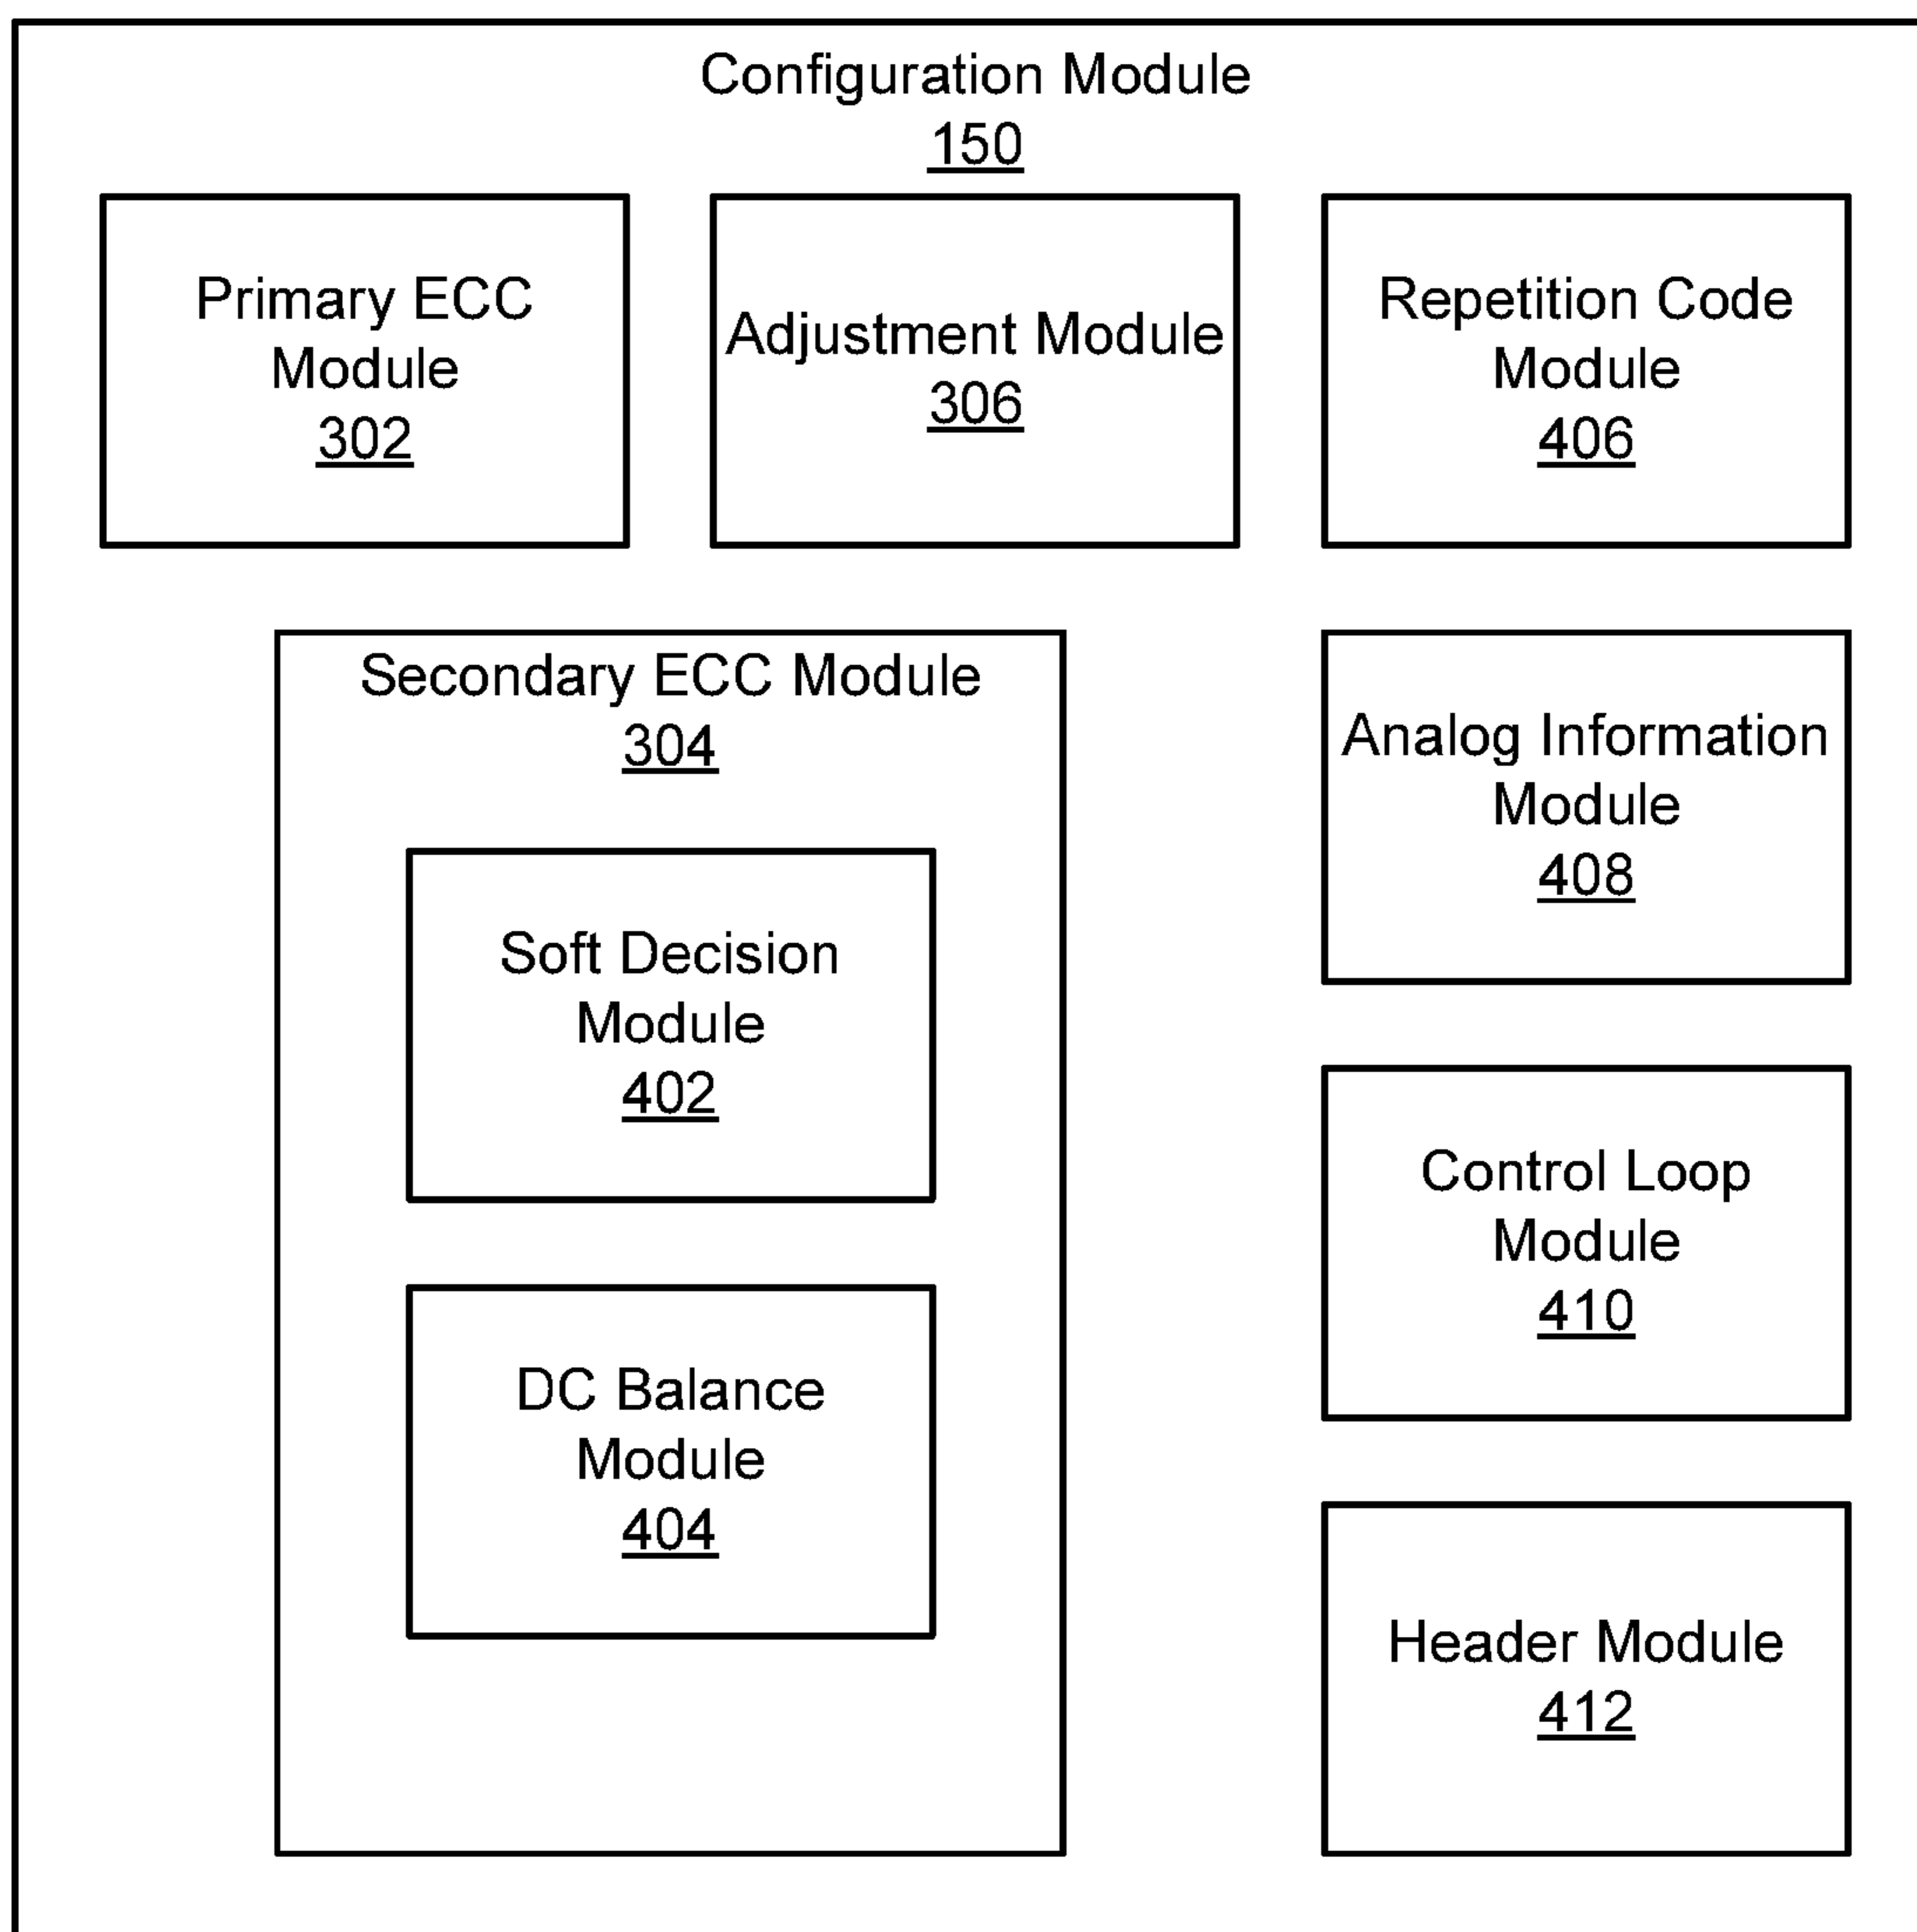 Configuration Module
150
Primary ECC
Module
302
Adjustment Module
306
Repetition Code
Module
406
Secondary ECC Module
304
Soft Decision
Module
402
DC Balance
Module
404
Analog Information
Module
408
Control Loop
Module
410
Header Module
412